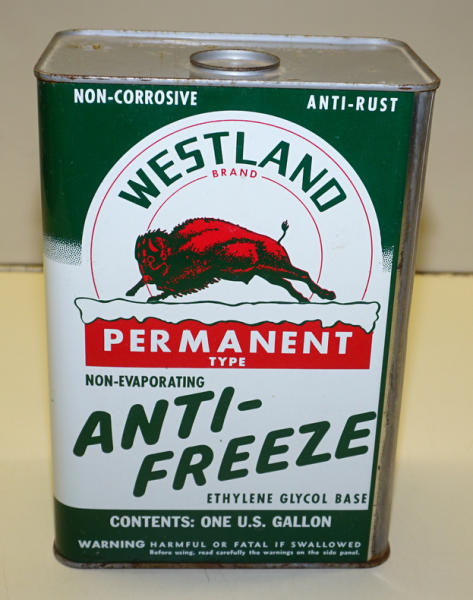 NON-CORROSIVE ANTI-RUST
WESTLAND
BRAND
PERMANENT
TYPE
NON-EVAPORATING
ANTI-
FREEZE
ETHYLENE GLYCOL BASE
CONTENTS: ONE U.S. GALLON
WARNING HARMFUL OR FATAL IF SWALLOWED
Before using, read carefully the warnings on the side panel.